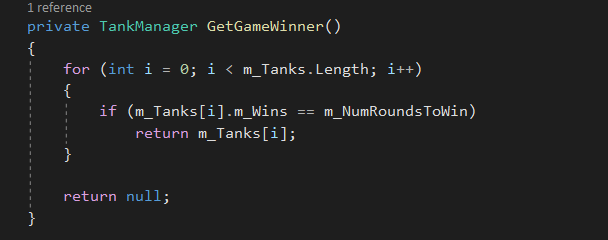 1 reference
private TankManager GetGameWinner()
{
for (int i = 0; i < m_Tanks.Length; i++)
{
if (m_Tanks[i].m_Wins == m_NumRoundsToWin)
return m_Tanks[i];
}
return null;
}